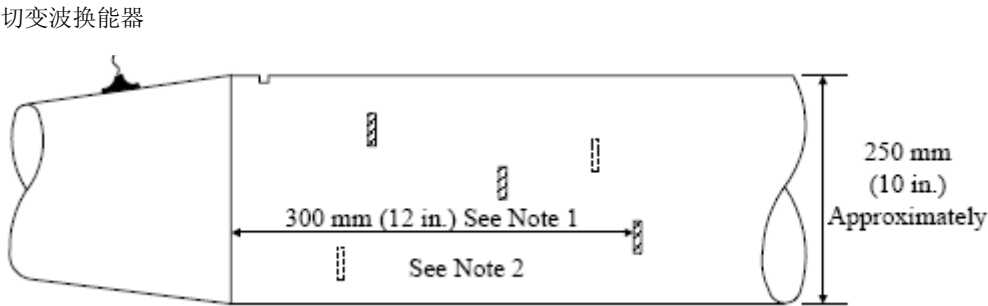 切变波换能器
250 mm
(10 in.)
Approximately
300 mm (12 in.) See Note 1
See Note 2